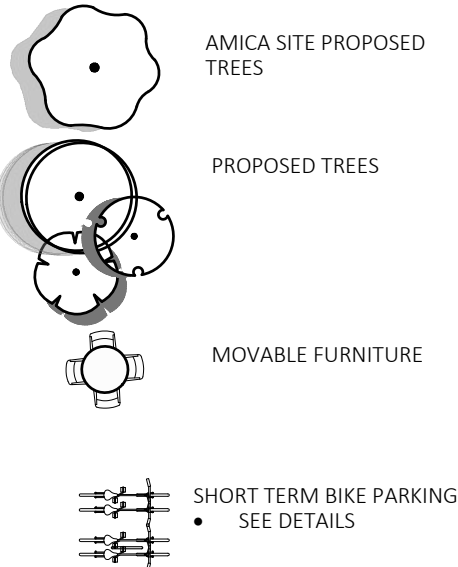 AMICA SITE PROPOSED
TREES
PROPOSED TREES
MOVABLE FURNITURE
SHORT TERM BIKE PARKING
• SEE DETAILS